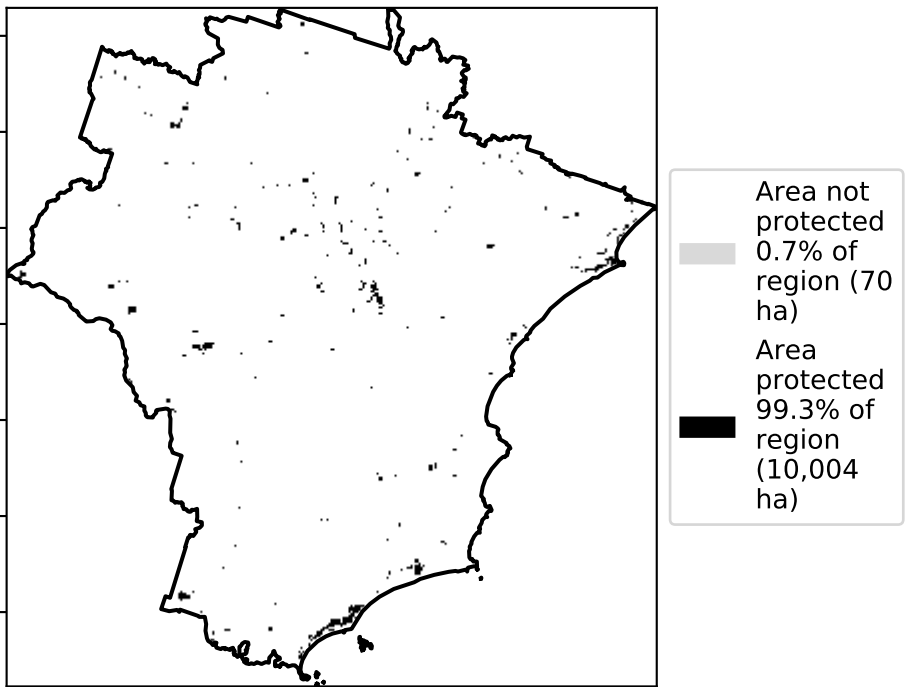 Area not
protected
0.7% of
region (70
ha)
Area
protected
99.3% of
region
(10,004
ha)